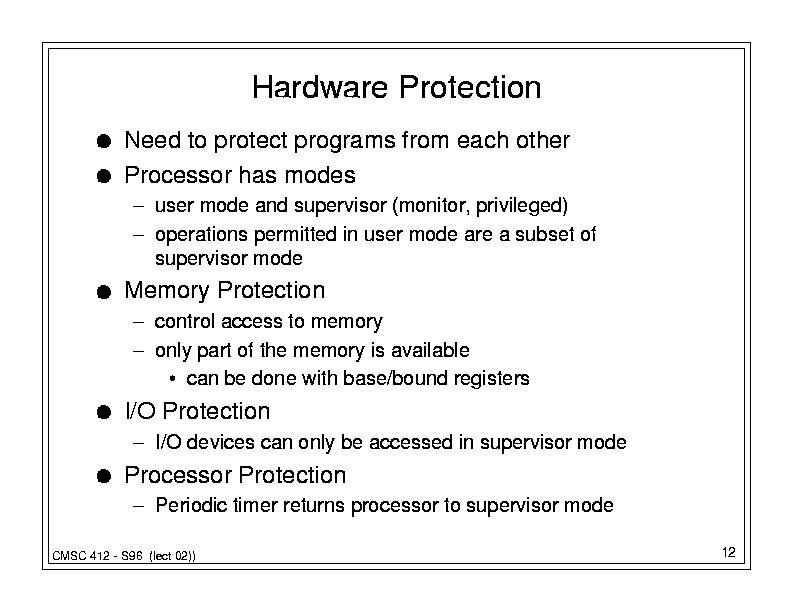 Hardware Protection
● Need to protect programs from each other
● Processor has modes
– user mode and supervisor (monitor, privileged)
– operations permitted in user mode are a subset of
supervisor mode
● Memory Protection
– control access to memory
– only part of the memory is available
• can be done with base/bound registers
● I/O Protection
– I/O devices can only be accessed in supervisor mode
● Processor Protection
– Periodic timer returns processor to supervisor mode
CMSC 412 - S96 (lect 02))
12